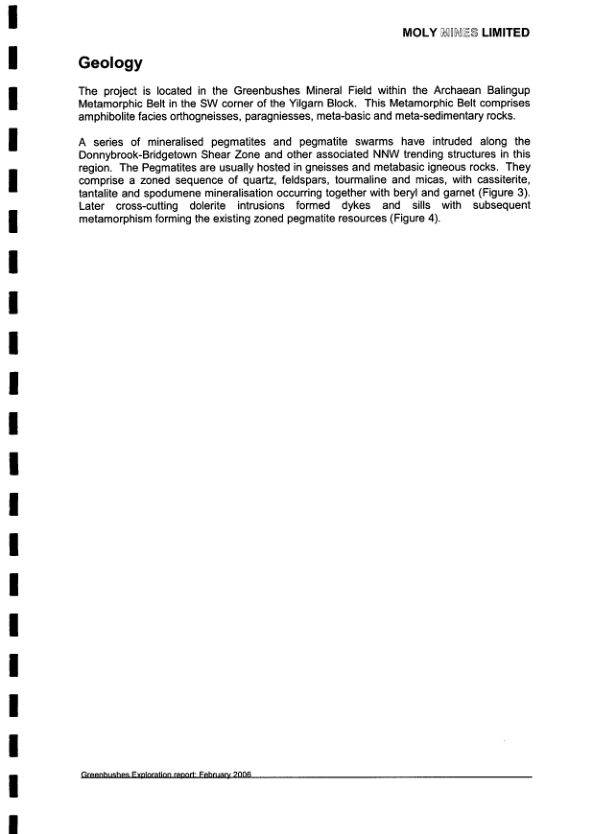 MOLY MINES LIMITED
Geology
The project is located in the Greenbushes Mineral Field within the Archaean Balingup
Metamorphic Belt in the SW corner of the Yilgarn Block. This Metamorphic Belt comprises
amphibolite facies orthogneisses, paragniesses, meta-basic and meta-sedimentary rocks.
A series of mineralised pegmatites and pegmatite swarms have intruded along the
Donnybrook-Bridgetown Shear Zone and other associated NNW trending structures in this
region. The Pegmatites are usually hosted in gneisses and metabasic igneous rocks. They
comprise a zoned sequence of quartz, feldspars, tourmaline and micas, with cassiterite,
tantalite and spodumene mineralisation occurring together with beryl and garnet (Figure 3).
Later cross-cutting dolerite intrusions formed dykes and sills with subsequent
metamorphism forming the existing zoned pegmatite resources (Figure 4).
Greenbushes Exploration report: February 2006